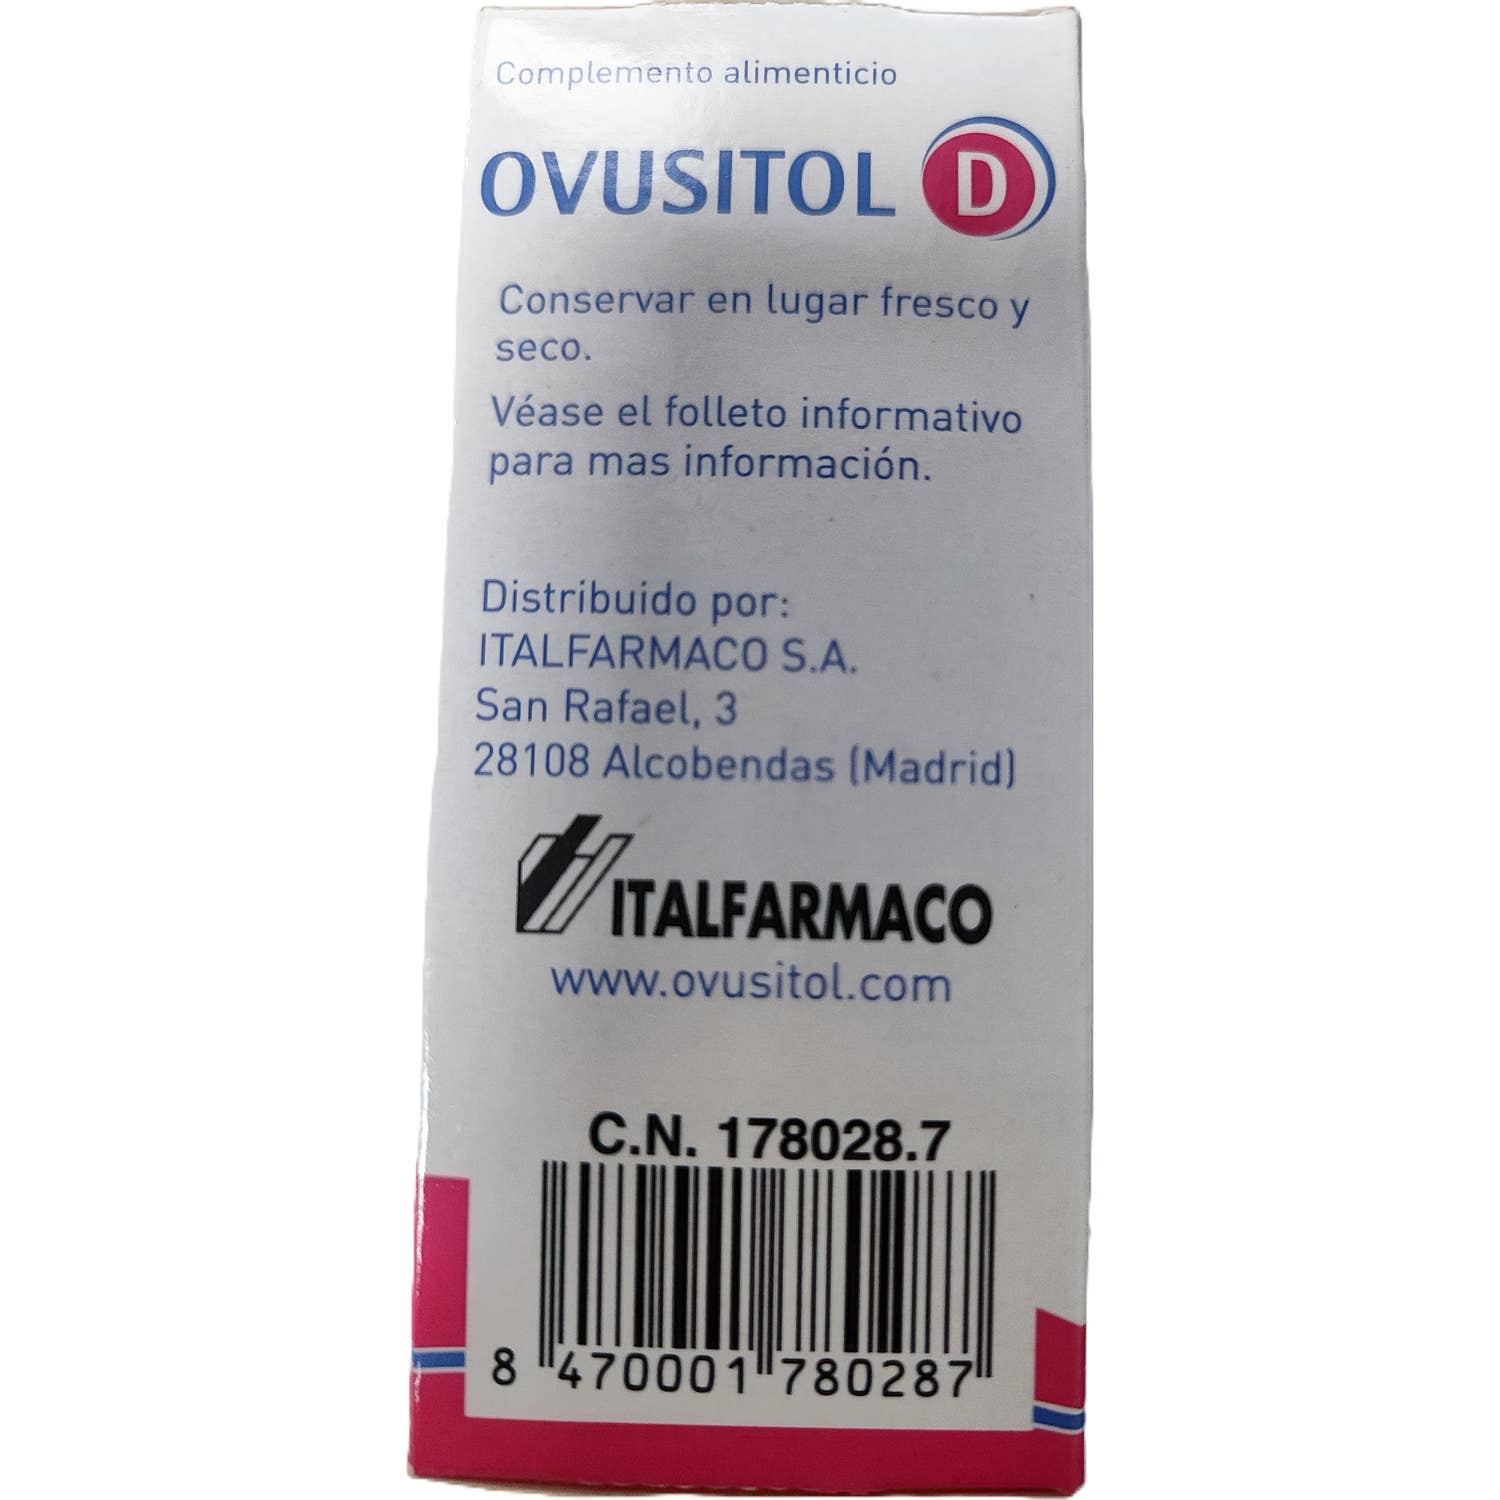 Complemento alimenticio
OVUSITOL D
Conservar en lugar fresco y
seco.
Véase el folleto informativo
para mas información.
Distribuido por:
ITALFARMACO S.A.
San Rafael, 3
28108 Alcobendas (Madrid)
ITALFARMACO
www.ovusitol.com
C.N. 178028.7
8 470001 780287